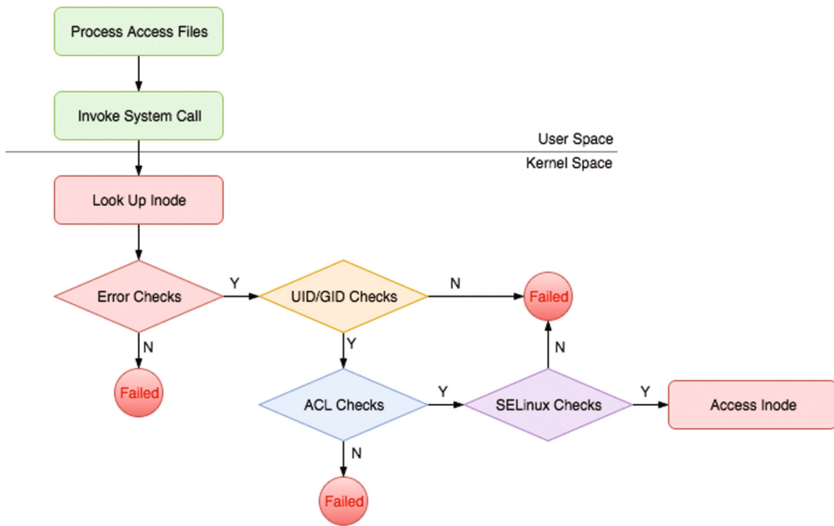 Process Access Files
Invoke System Call
User Space
Kernel Space
Look Up Inode
Error Checks
Y
UID/GID Checks
N
Failed
N
Y
N
Failed
ACL Checks
Y
SELinux Checks
Y
Access Inode
N
Failed